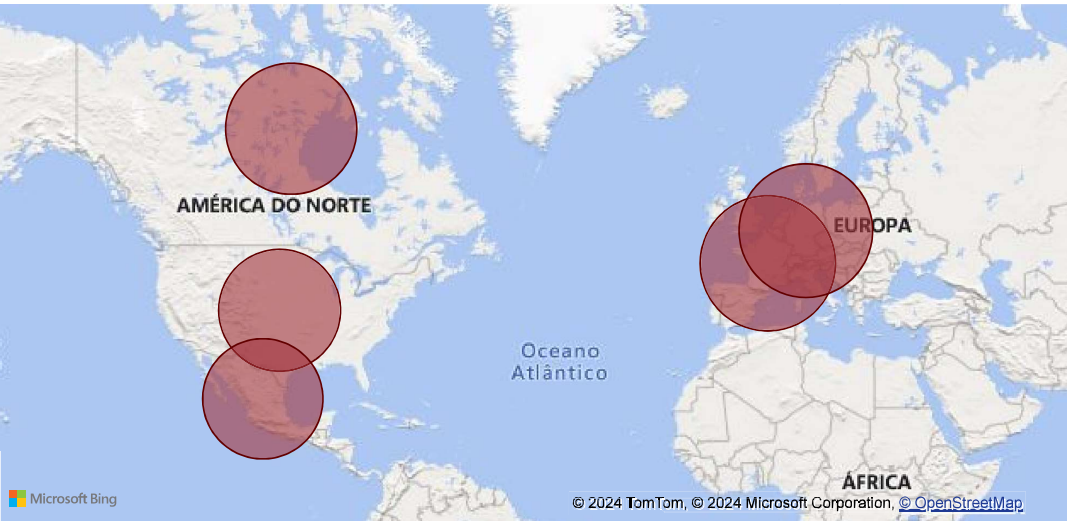 AMÉRICA DO NORTE
EUROPA
Oceano
Atlântico
ÁFRICA
Microsoft Bing
© 2024 TomTom, © 2024 Microsoft Corporation, © OpenStreetMap